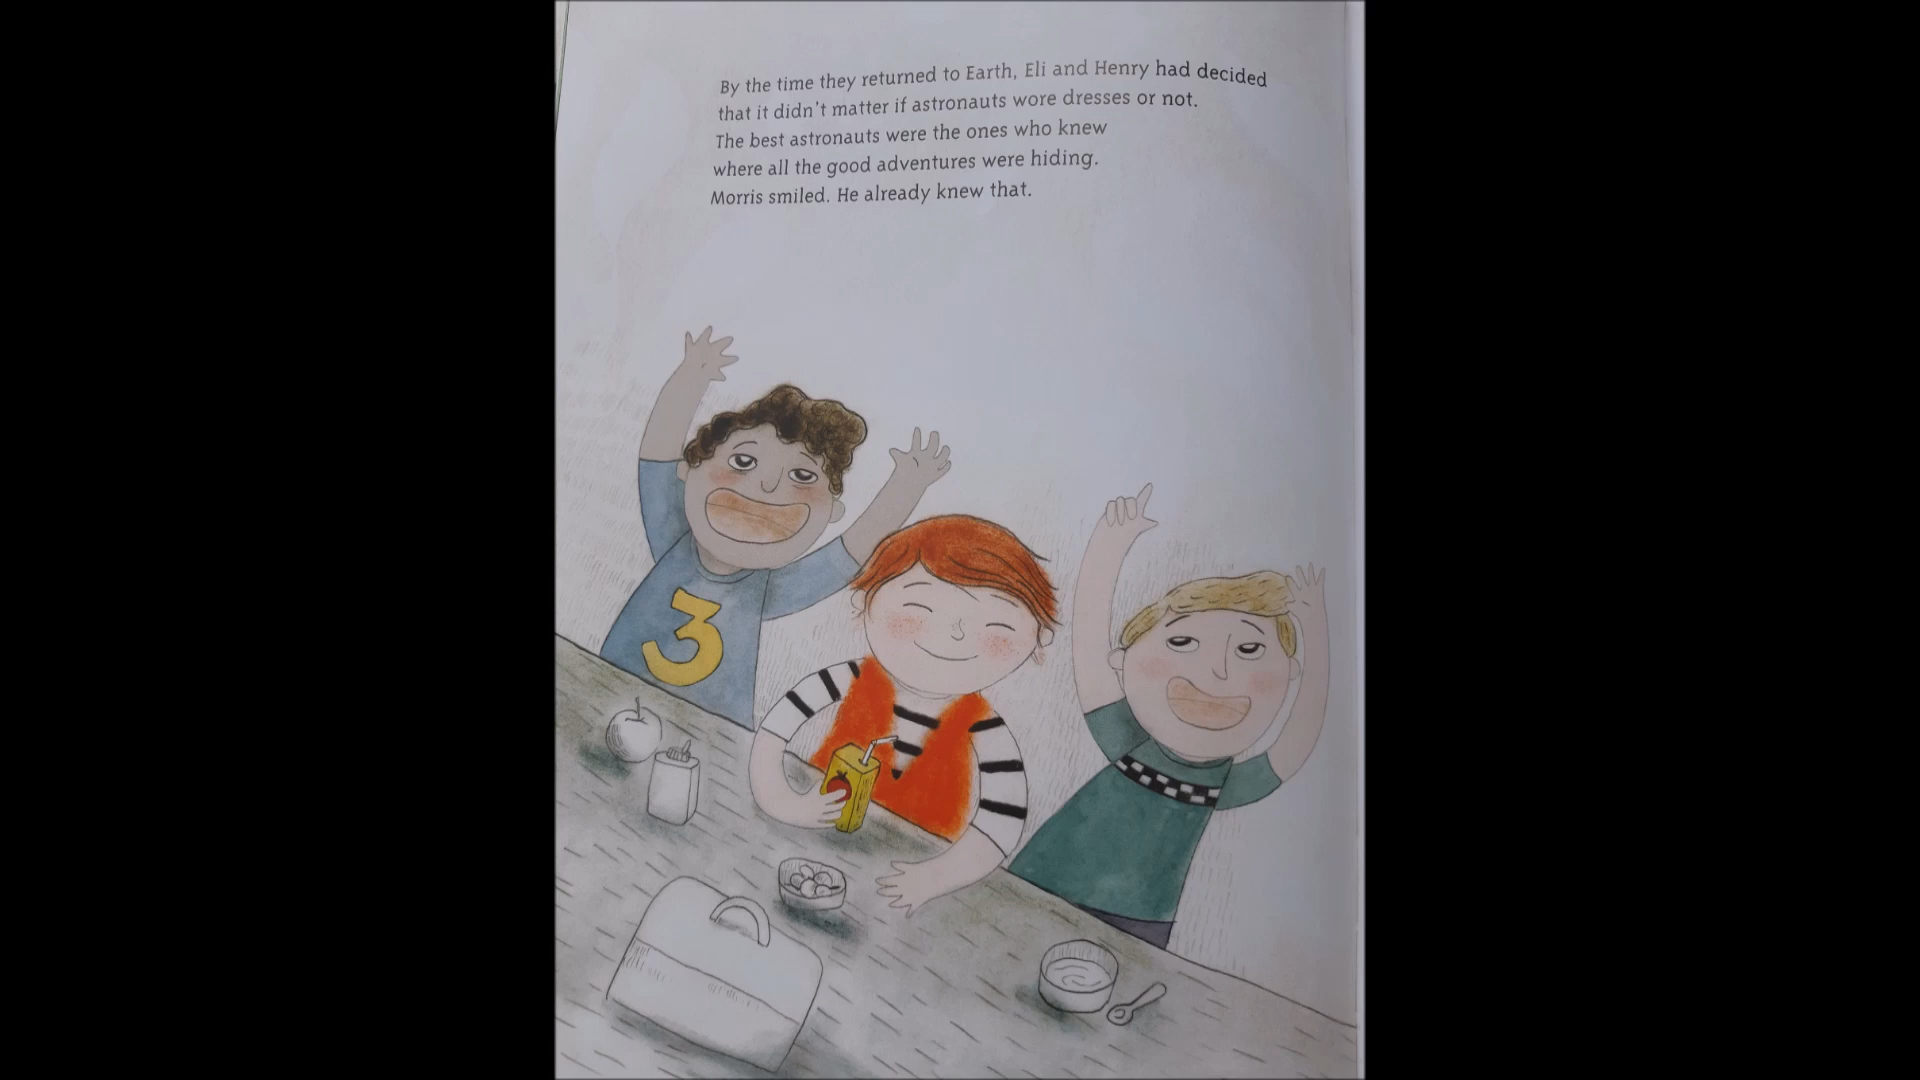 By the time they returned to Earth, Eli and Henry had decided
that it didn't matter if astronauts wore dresses or not.
The best astronauts were the ones who knew
where all the good adventures were hiding.
Morris smiled. He already knew that.
3